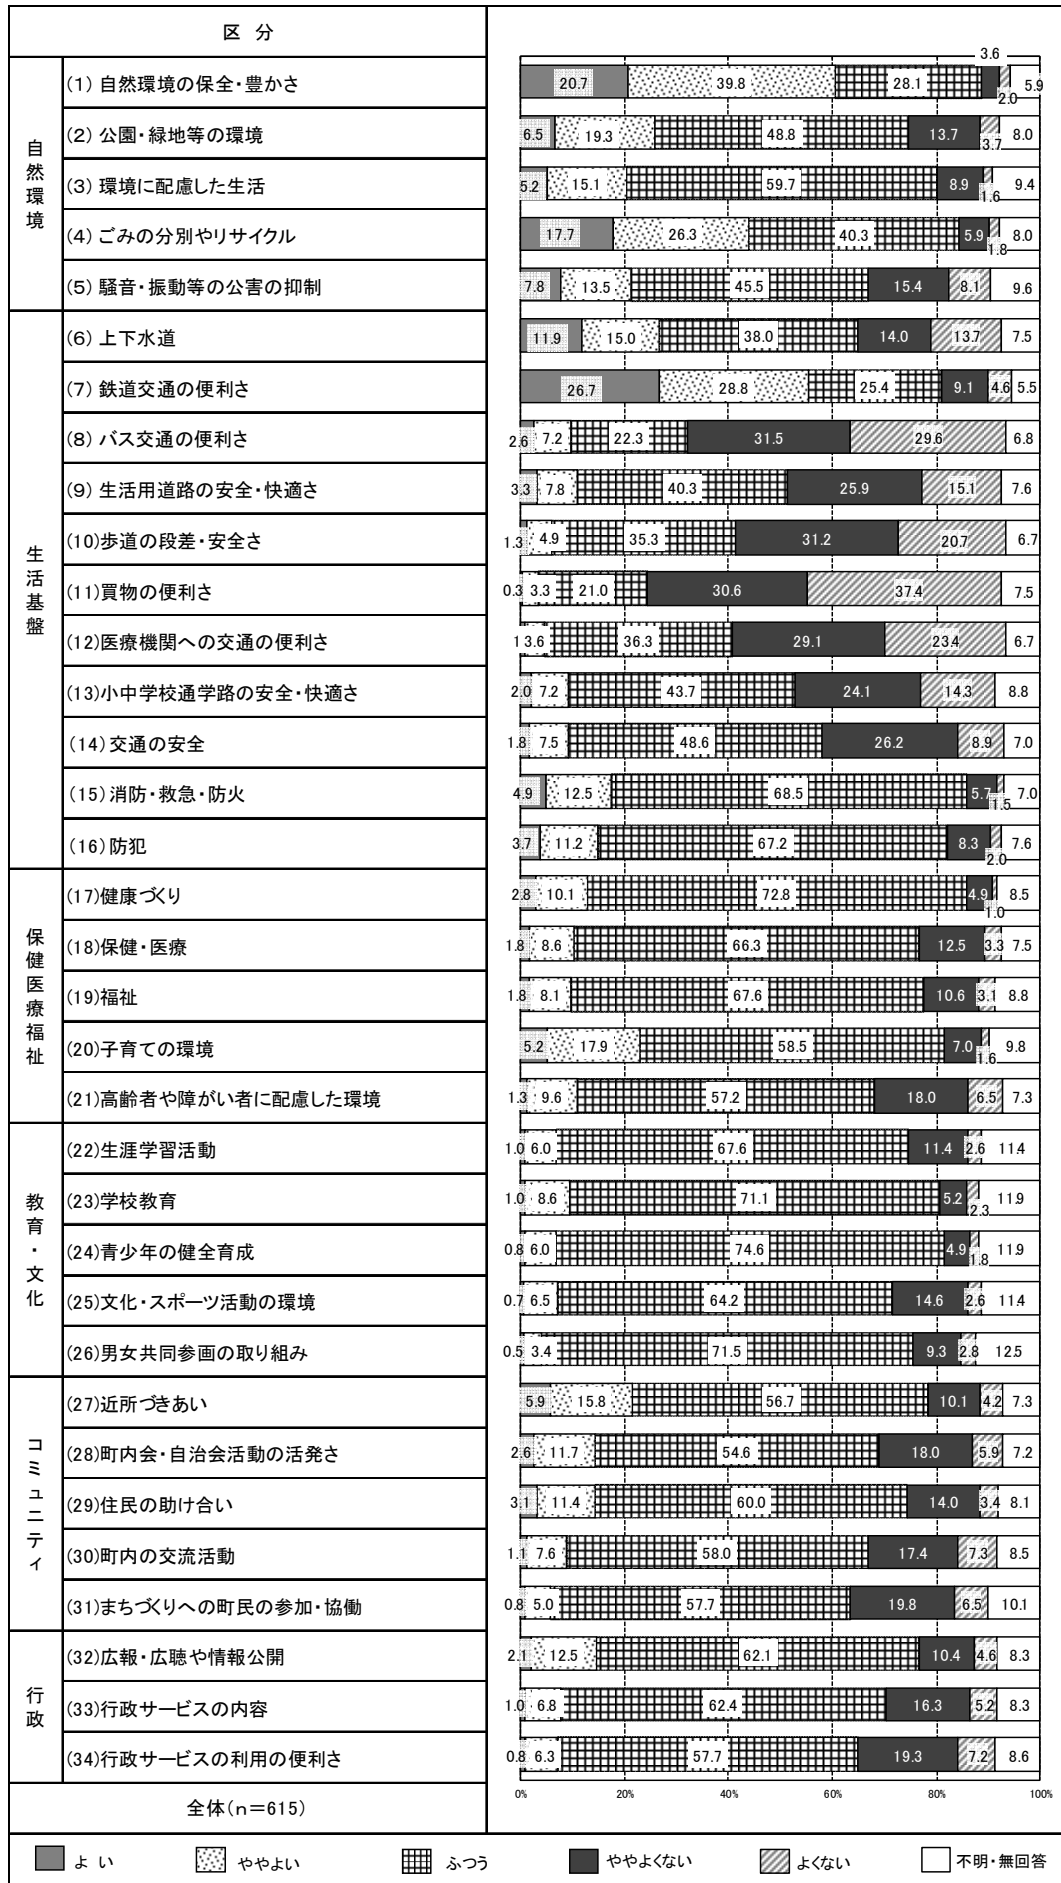 区 分
自然環境
(1) 自然環境の保全・豊かさ 20.7 39.8 28.1 3.6 2.0 5.9
(2) 公園・緑地等の環境 6.5 19.3 48.8 13.7 3.7 8.0
(3) 環境に配慮した生活 5.2 15.1 59.7 8.9 1.6 9.4
(4) ごみの分別やリサイクル 17.7 26.3 40.3 5.9 1.8 8.0
(5) 騒音・振動等の公害の抑制 7.8 13.5 45.5 15.4 8.1 9.6
生活基盤
(6) 上下水道 11.9 15.0 38.0 14.0 13.7 7.5
(7) 鉄道交通の便利さ 26.7 28.8 25.4 9.1 4.6 5.5
(8) バス交通の便利さ 2.6 7.2 22.3 31.5 29.6 6.8
(9) 生活用道路の安全・快適さ 3.3 7.8 40.3 25.9 15.1 7.6
(10)歩道の段差・安全さ 1.3 4.9 35.3 31.2 20.7 6.7
(11)買物の便利さ 0.3 3.3 21.0 30.6 37.4 7.5
(12)医療機関への交通の便利さ 1 3.6 36.3 29.1 23.4 6.7
(13)小中学校通学路の安全・快適さ 2.0 7.2 43.7 24.1 14.3 8.8
(14)交通の安全 1.8 7.5 48.6 26.2 8.9 7.0
(15)消防・救急・防火 4.9 12.5 68.5 5.7 1.5 7.0
(16)防犯 3.7 11.2 67.2 8.3 2.0 7.6
保健医療福祉
(17)健康づくり 2.8 10.1 72.8 4.9 1.0 8.5
(18)保健・医療 1.8 8.6 66.3 12.5 3.3 7.5
(19)福祉 1.8 8.1 67.6 10.6 3.1 8.8
(20)子育ての環境 5.2 17.9 58.5 7.0 1.6 9.8
(21)高齢者や障がい者に配慮した環境 1.3 9.6 57.2 18.0 6.5 7.3
教育・文化
(22)生涯学習活動 1.0 6.0 67.6 11.4 2.6 11.4
(23)学校教育 1.0 8.6 71.1 5.2 2.3 11.9
(24)青少年の健全育成 0.8 6.0 74.6 4.9 1.8 11.9
(25)文化・スポーツ活動の環境 0.7 6.5 64.2 14.6 2.6 11.4
(26)男女共同参画の取り組み 0.5 3.4 71.5 9.3 2.8 12.5
コミュニティ
(27)近所づきあい 5.9 15.8 56.7 10.1 4.2 7.3
(28)町内会・自治会活動の活発さ 2.6 11.7 54.6 18.0 5.9 7.2
(29)住民の助け合い 3.1 11.4 60.0 14.0 3.4 8.1
(30)町内の交流活動 1.1 7.6 58.0 17.4 7.3 8.5
(31)まちづくりへの町民の参加・協働 0.8 5.0 57.7 19.8 6.5 10.1
行政
(32)広報・広聴や情報公開 2.1 12.5 62.1 10.4 4.6 8.3
(33)行政サービスの内容 1.0 6.8 62.4 16.3 5.2 8.3
(34)行政サービスの利用の便利さ 0.8 6.3 57.7 19.3 7.2 8.6
全体(n=615)
0% 20% 40% 60% 80% 100%
よ い ややよい ふつう ややよくない よくない 不明・無回答